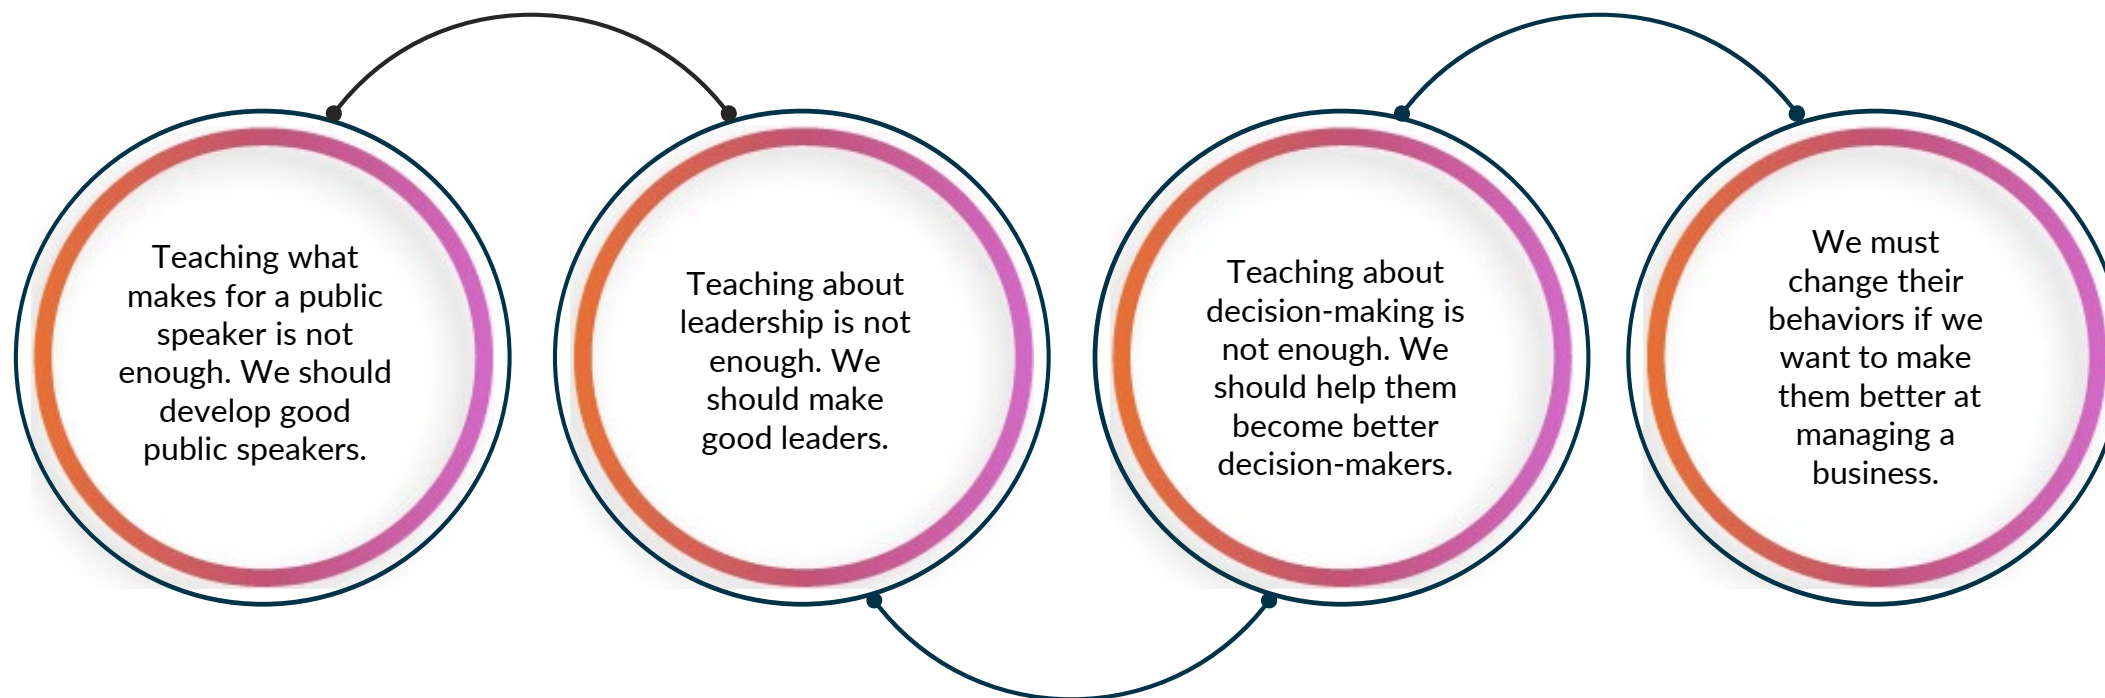 Teaching what
makes for a public
speaker is not
enough. We should
develop good
public speakers.
Teaching about
leadership is not
enough. We
should make
good leaders.
Teaching about
decision-making is
not enough. We
should help them
become better
decision-makers.
We must
change their
behaviors if we
want to make
them better at
managing a
business.